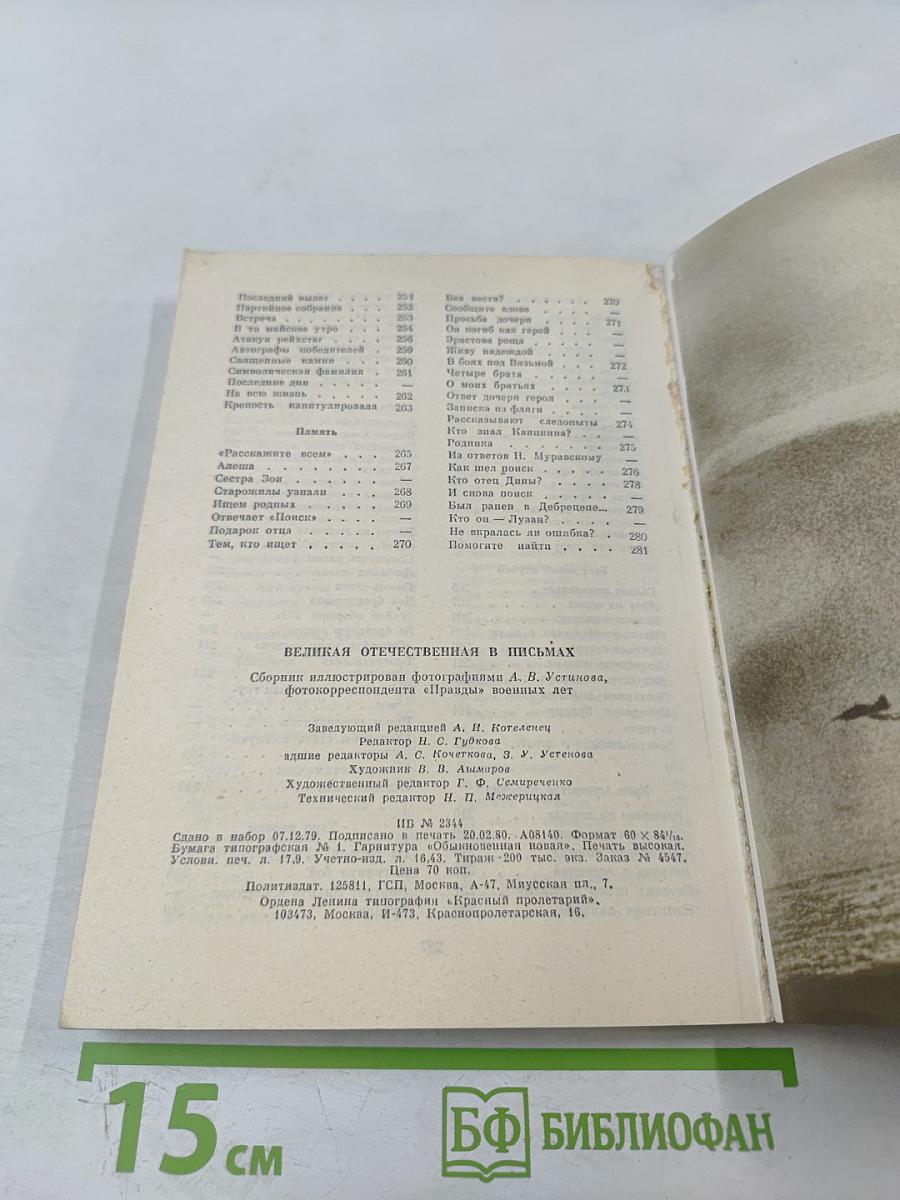 Последний вылет . . . . 251
Партийное собрание . . . 252
Встреча . . . . . . . . 253
В то майское утро . . . 254
Атакуя рейхстаг . . . . 256
Автографы победителей . 259
Священные камни . . . 260
Символическая фамилия . 261
Последние дни . . . . . —
На всю жизнь . . . . . 262
Крепость капитулировала 263
Память
«Расскажите всем» . . . 265
Алеша . . . . . . . . 267
Сестра Зои . . . . . . —
Старожилы узнали . . . 268
Ищем родных . . . . . 269
Отвечает «Поиск» . . . . —
Подарок отца . . . . . —
Тем, кто ищет . . . . . 270
Без вести? . . . . . . 270
Сообщите вдове . . . . —
Просьба дочери . . . . 271
Он погиб как герой . . . —
Эрастова роща . . . . —
Живу надеждой . . . . —
В боях под Вязьмой . . . 272
Четыре брата . . . . . —
О моих братьях . . . . 273
Ответ дочери героя . . . —
Записка из фляги . . . . —
Рассказывают следопыты 274
Кто знал Капцинна? . . —
Родинка . . . . . . . 275
Из ответов Н. Муравскому —
Как шел поиск . . . . . 276
Кто отец Дины? . . . . 278
И снова поиск . . . . . —
Был ранен в Дебрецене... 279
Кто он — Лузан? . . . . —
Не вкралась ли ошибка? . 280
Помогите найти . . . . 281
ВЕЛИКАЯ ОТЕЧЕСТВЕННАЯ В ПИСЬМАХ
Сборник иллюстрирован фотографиями А. В. Устинова,
фотокорреспондента «Правды» военных лет
Заведующий редакцией А. И. Котеленец
Редактор Н. С. Гудкова
адшие редакторы А. С. Кочеткова, З. У. Устенова
Художник В. В. Ашмаров
Художественный редактор Г. Ф. Семиреченко
Технический редактор Н. П. Межерицкая
ИБ № 2344
Сдано в набор 07.12.79. Подписано в печать 20.02.80. А08140. Формат 60 × 84¹/₁₆.
Бумага типографская № 1. Гарнитура «Обыкновенная новая». Печать высокая.
Условн. печ. л. 17,9. Учетно-изд. л. 16,43. Тираж 200 тыс. экз. Заказ № 4547.
Цена 70 коп.
Политиздат. 125811, ГСП, Москва, А-47, Миусская пл., 7.
Ордена Ленина типография «Красный пролетарий».
103473, Москва, И-473, Краснопролетарская, 16.
15 см
БФ БИБЛИОФАН